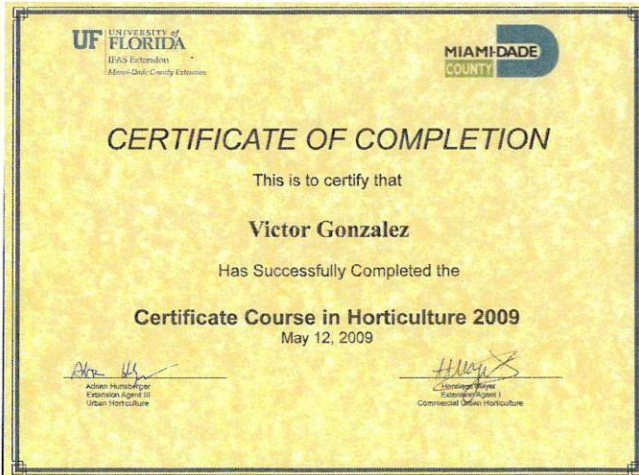 UF UNIVERSITY of
FLORIDA
IFAS Extension
Miami-Dade County Extension
MIAMI-DADE
COUNTY
CERTIFICATE OF COMPLETION
This is to certify that
Victor Gonzalez
Has Successfully Completed the
Certificate Course in Horticulture 2009
May 12, 2009
Adrian Hunsberger
Extension Agent III
Urban Horticulture
Henry Mayer
Extension Agent I
Commercial Urban Horticulture